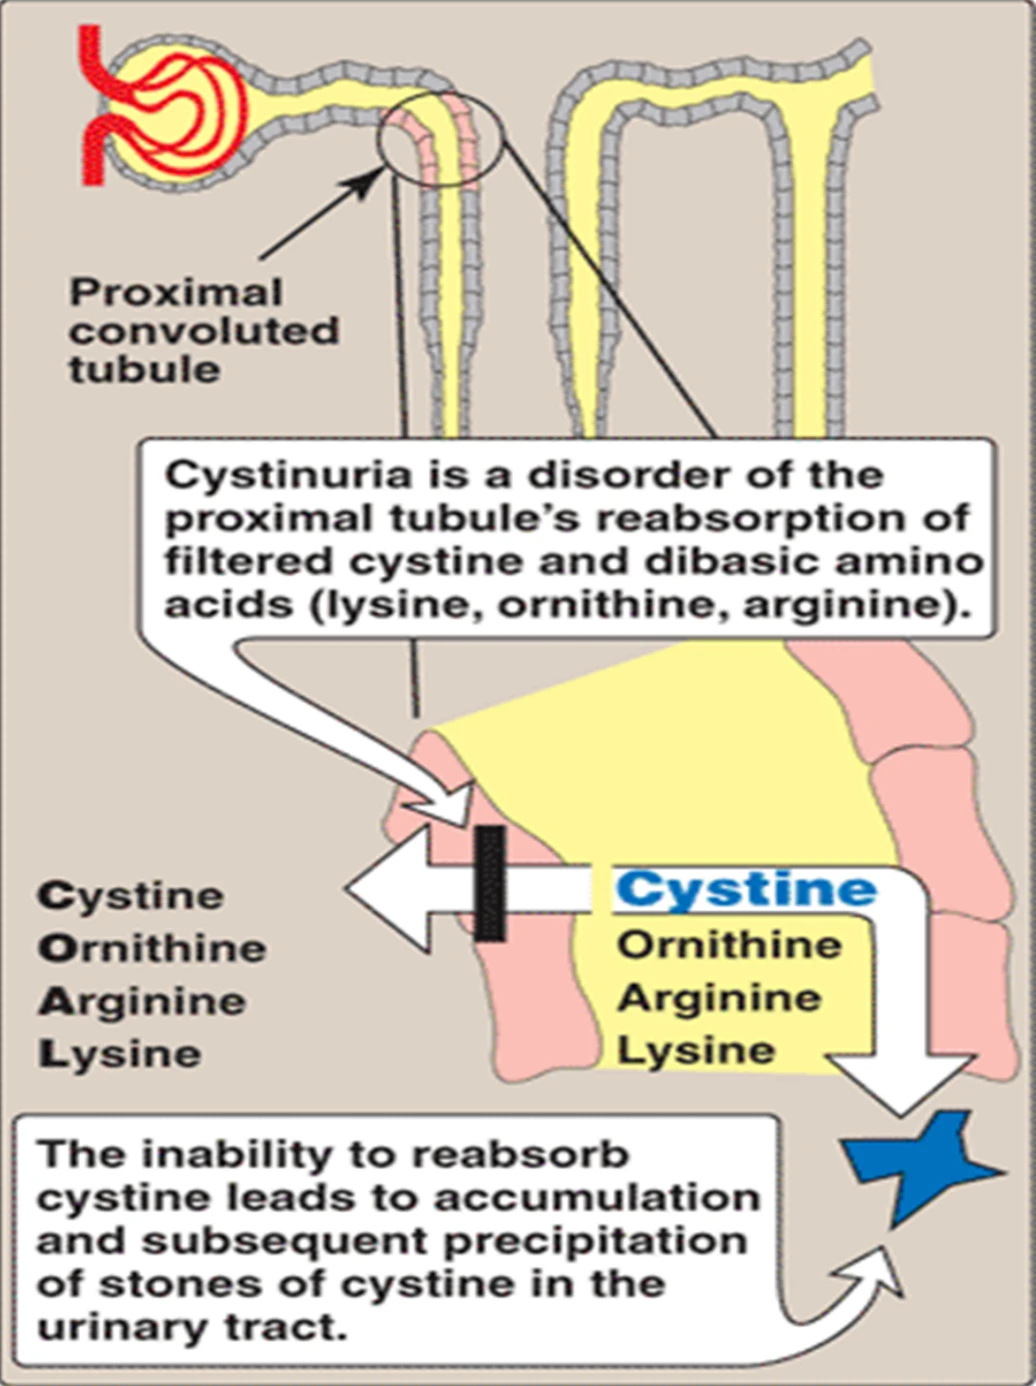 Proximal
convoluted
tubule
Cystinuria is a disorder of the
proximal tubule's reabsorption of
filtered cystine and dibasic amino
acids (lysine, ornithine, arginine).
Cystine
Ornithine
Arginine
Lysine
Cystine
Ornithine
Arginine
Lysine
The inability to reabsorb
cystine leads to accumulation
and subsequent precipitation
of stones of cystine in the
urinary tract.